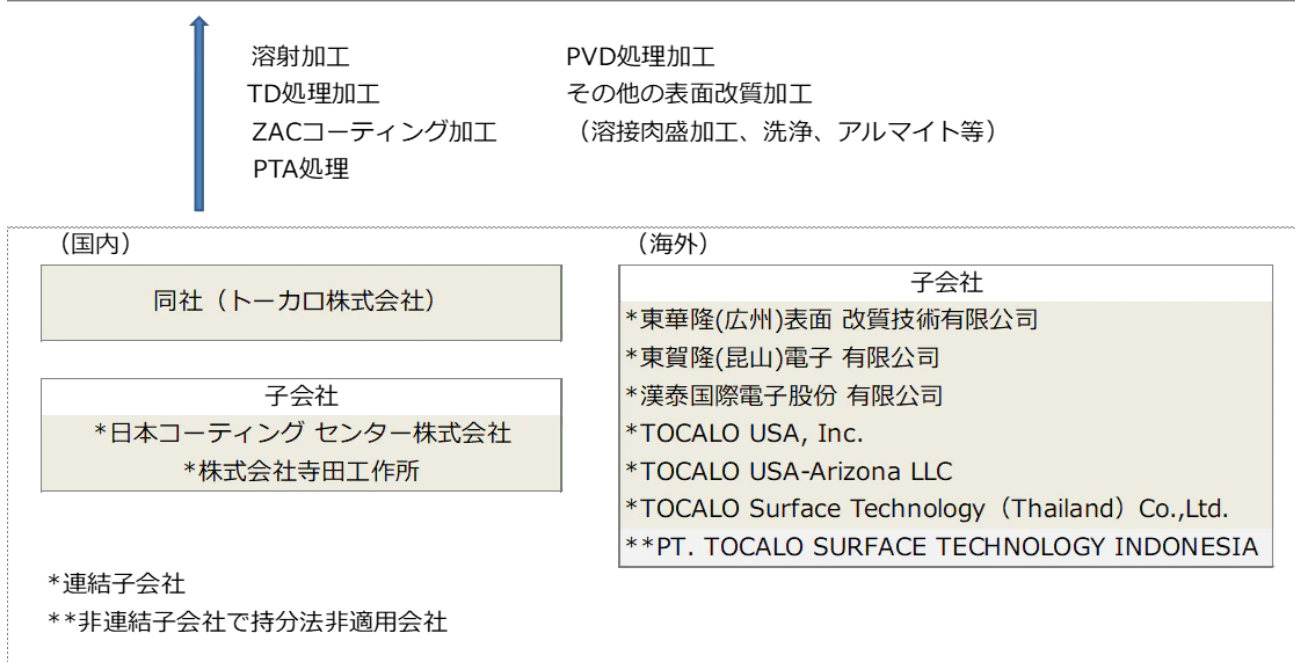 溶射加工
TD処理加工
ZACコーティング加工
PTA処理
PVD処理加工
その他の表面改質加工
（溶接肉盛加工、洗浄、アルマイト等）
（国内）
同社（トーカロ株式会社）
子会社
*日本コーティング センター株式会社
*株式会社寺田工作所
（海外）
子会社
*東華隆(広州)表面 改質技術有限公司
*東賀隆(昆山)電子 有限公司
*漢泰国際電子股份 有限公司
*TOCALO USA, Inc.
*TOCALO USA-Arizona LLC
*TOCALO Surface Technology（Thailand）Co.,Ltd.
**PT. TOCALO SURFACE TECHNOLOGY INDONESIA
*連結子会社
**非連結子会社で持分法非適用会社